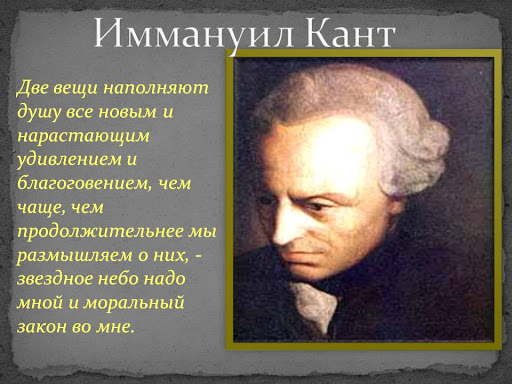 Иммануил Кант
Две вещи наполняют
душу все новым и
нарастающим
удивлением и
благоговением, чем
чаще, чем
продолжительнее мы
размышляем о них, -
звездное небо надо
мной и моральный
закон во мне.